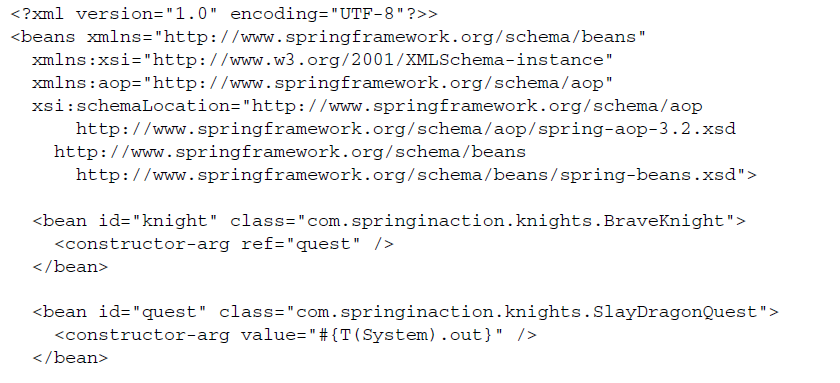 <?xml version="1.0" encoding="UTF-8"?>>
<beans xmlns="http://www.springframework.org/schema/beans"
xmlns:xsi="http://www.w3.org/2001/XMLSchema-instance"
xmlns:aop="http://www.springframework.org/schema/aop"
xsi:schemaLocation="http://www.springframework.org/schema/aop
http://www.springframework.org/schema/aop/spring-aop-3.2.xsd
http://www.springframework.org/schema/beans
http://www.springframework.org/schema/beans/spring-beans.xsd">
<bean id="knight" class="com.springinaction.knights.BraveKnight">
<constructor-arg ref="quest" />
</bean>
<bean id="quest" class="com.springinaction.knights.SlayDragonQuest">
<constructor-arg value="#{T(System).out}" />
</bean>